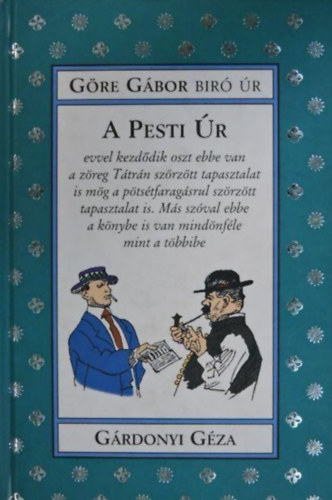 GÖRE GÁBOR BIRÓ ÚR
A PESTI ÚR
evvel kezdődik oszt ebbe van
a zöreg Tátrán szörzött tapasztalat
is mög a pötsétfaragásrul szörzött
tapasztalat is. Más szóval ebbe
a könybe is van mindönféle
mint a többibe
GÁRDONYI GÉZA